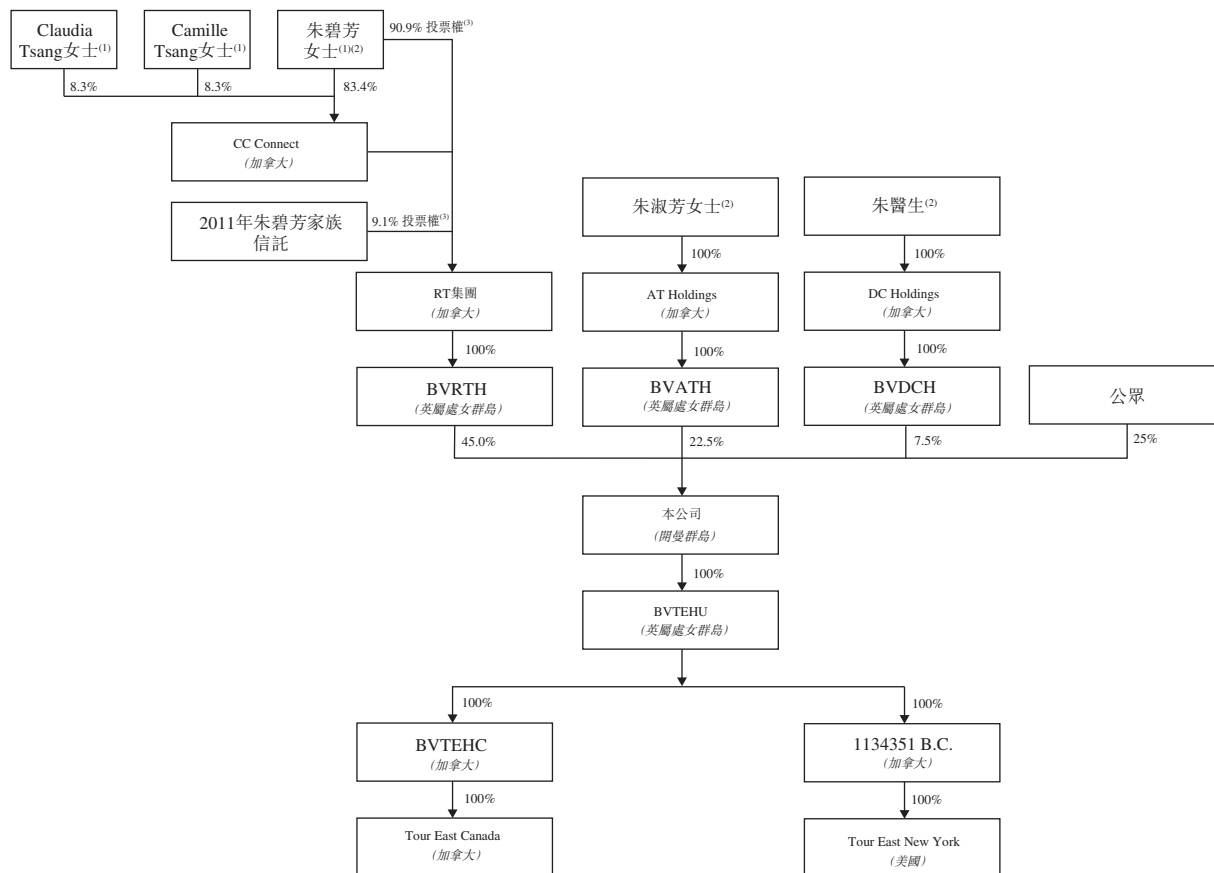 Claudia
Tsang女士(1)
Camille
Tsang女士(1)
朱碧芳
女士(1)(2)
90.9% 投票權(3)
8.3%
8.3%
83.4%
CC Connect
(加拿大)
2011年朱碧芳家族
信託
9.1% 投票權(3)
朱淑芳女士(2)
朱醫生(2)
100%
100%
RT集團
(加拿大)
AT Holdings
(加拿大)
DC Holdings
(加拿大)
100%
100%
100%
BVRTH
(英屬處女群島)
BVATH
(英屬處女群島)
BVDCH
(英屬處女群島)
公眾
45.0%
22.5%
7.5%
25%
本公司
(開曼群島)
100%
BVTEHU
(英屬處女群島)
100%
100%
BVTEHC
(加拿大)
1134351 B.C.
(加拿大)
100%
100%
Tour East Canada
(加拿大)
Tour East New York
(美國)